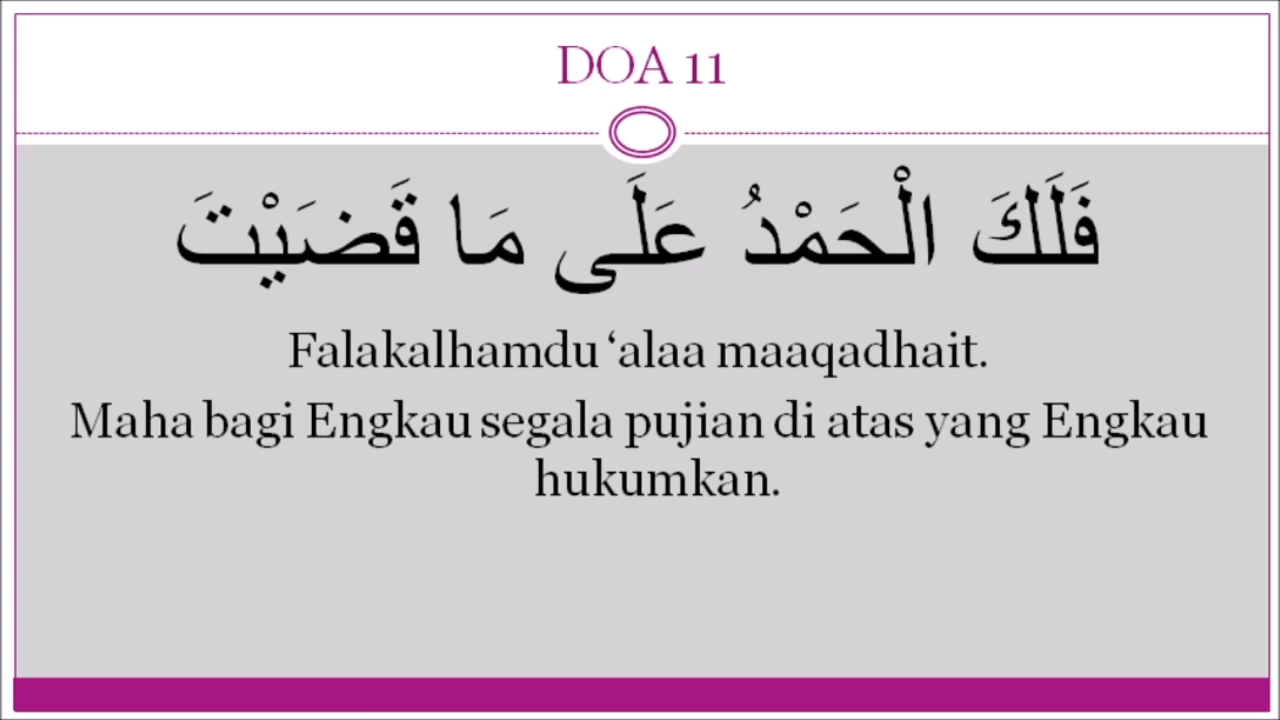 DOA 11
فَلَكَ الْحَمْدُ عَلَى مَا قَضَيْتَ
Falakalhamdu ‘alaa maaqadhait.
Maha bagi Engkau segala pujian di atas yang Engkau
hukumkan.